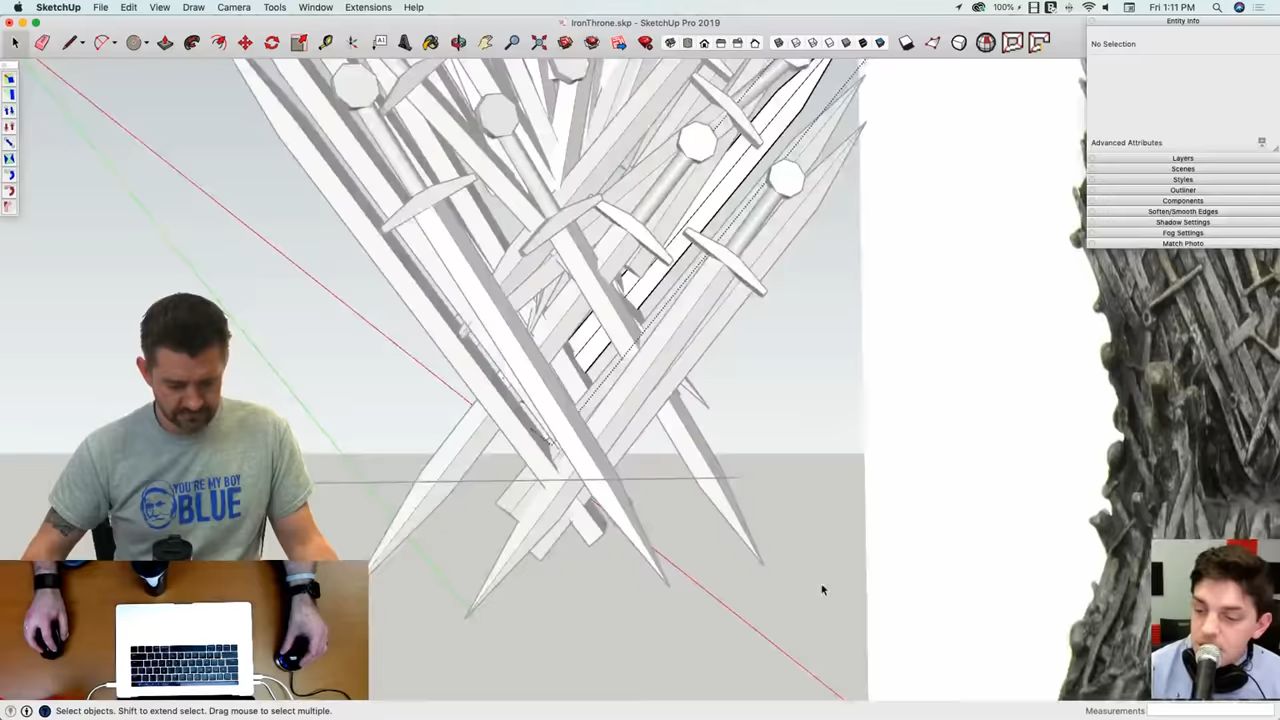 SketchUp File Edit View Draw Camera Tools Window Extensions Help
100% Fri 1:11 PM
IronThrone.skp - SketchUp Pro 2019
Entity Info
No Selection
Advanced Attributes
Layers
Scenes
Styles
Outliner
Components
Soften/Smooth Edges
Shadow Settings
Fog Settings
Match Photo
YOU'RE MY BOY
BLUE
Select objects. Shift to extend select. Drag mouse to select multiple.
Measurements